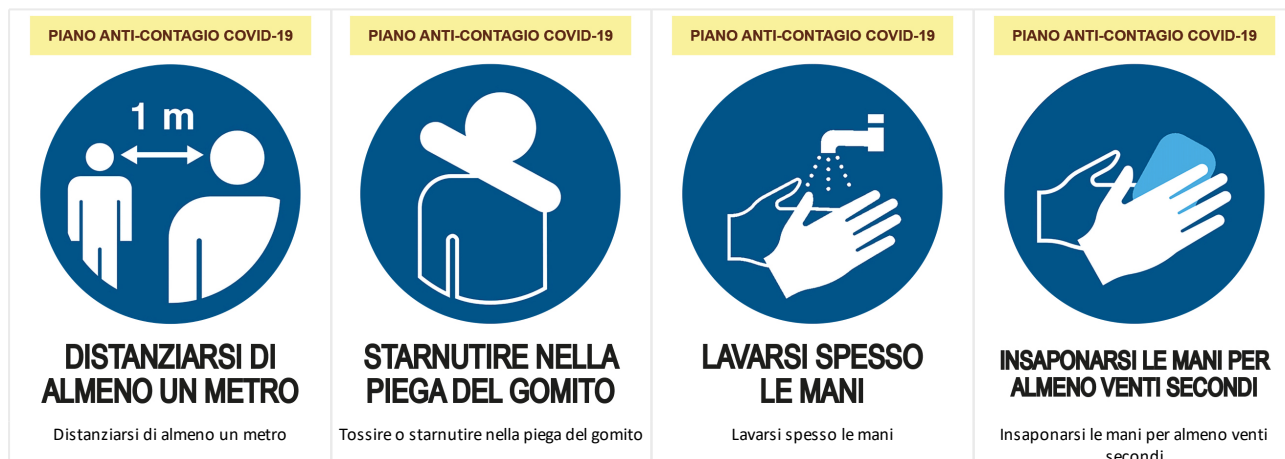 PIANO ANTI-CONTAGIO COVID-19
1 m
DISTANZIARSI DI
ALMENO UN METRO
Distanziarsi di almeno un metro
PIANO ANTI-CONTAGIO COVID-19
STARNUTIRE NELLA
PIEGA DEL GOMITO
Tossire o starnutire nella piega del gomito
PIANO ANTI-CONTAGIO COVID-19
LAVARSI SPESSO
LE MANI
Lavarsi spesso le mani
PIANO ANTI-CONTAGIO COVID-19
INSAPONARSI LE MANI PER
ALMENO VENTI SECONDI
Insaponarsi le mani per almeno venti
secondi